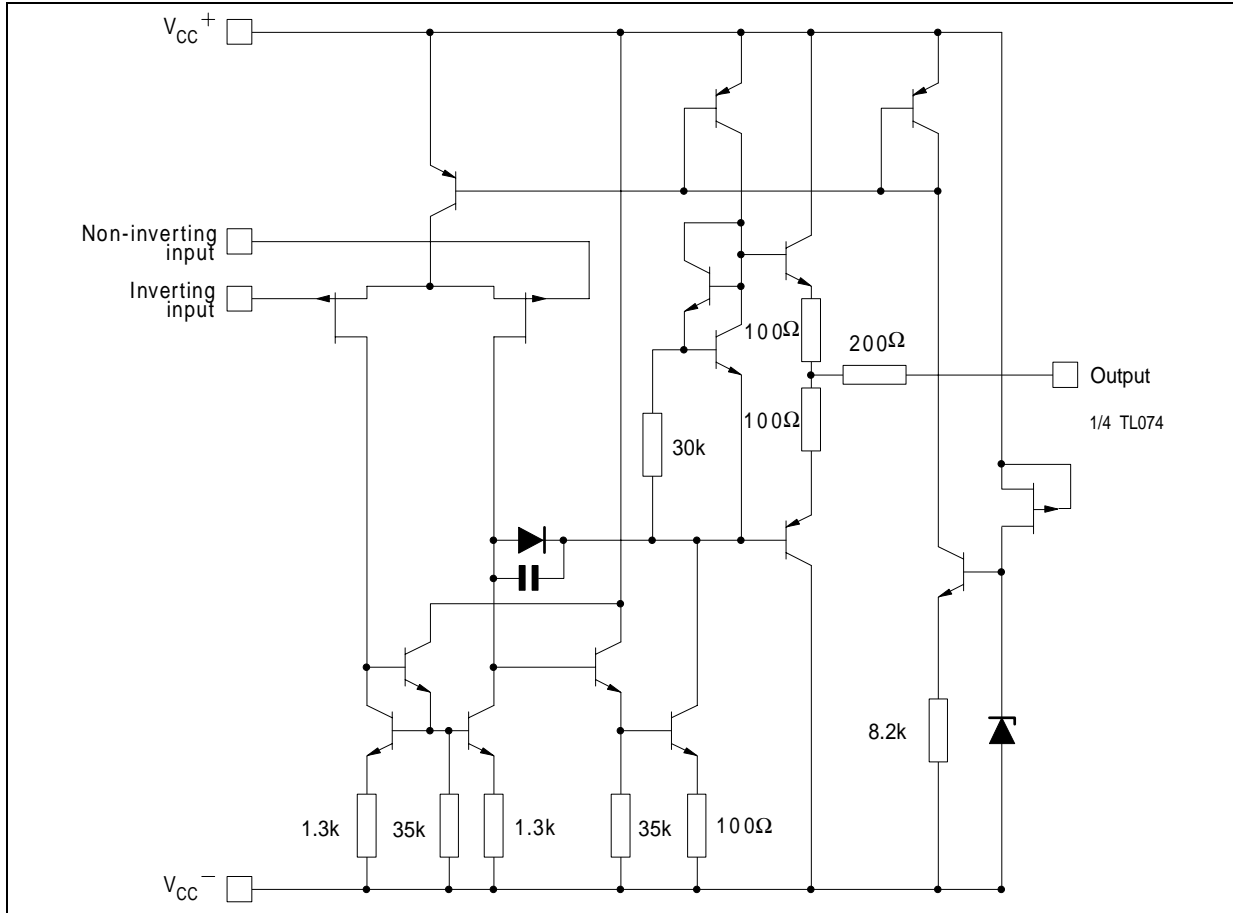 VCC+
Non-inverting
input
Inverting
input
100Ω
200Ω
Output
100Ω
1/4 TL074
30k
8.2k
1.3k
35k
1.3k
35k
100Ω
VCC−